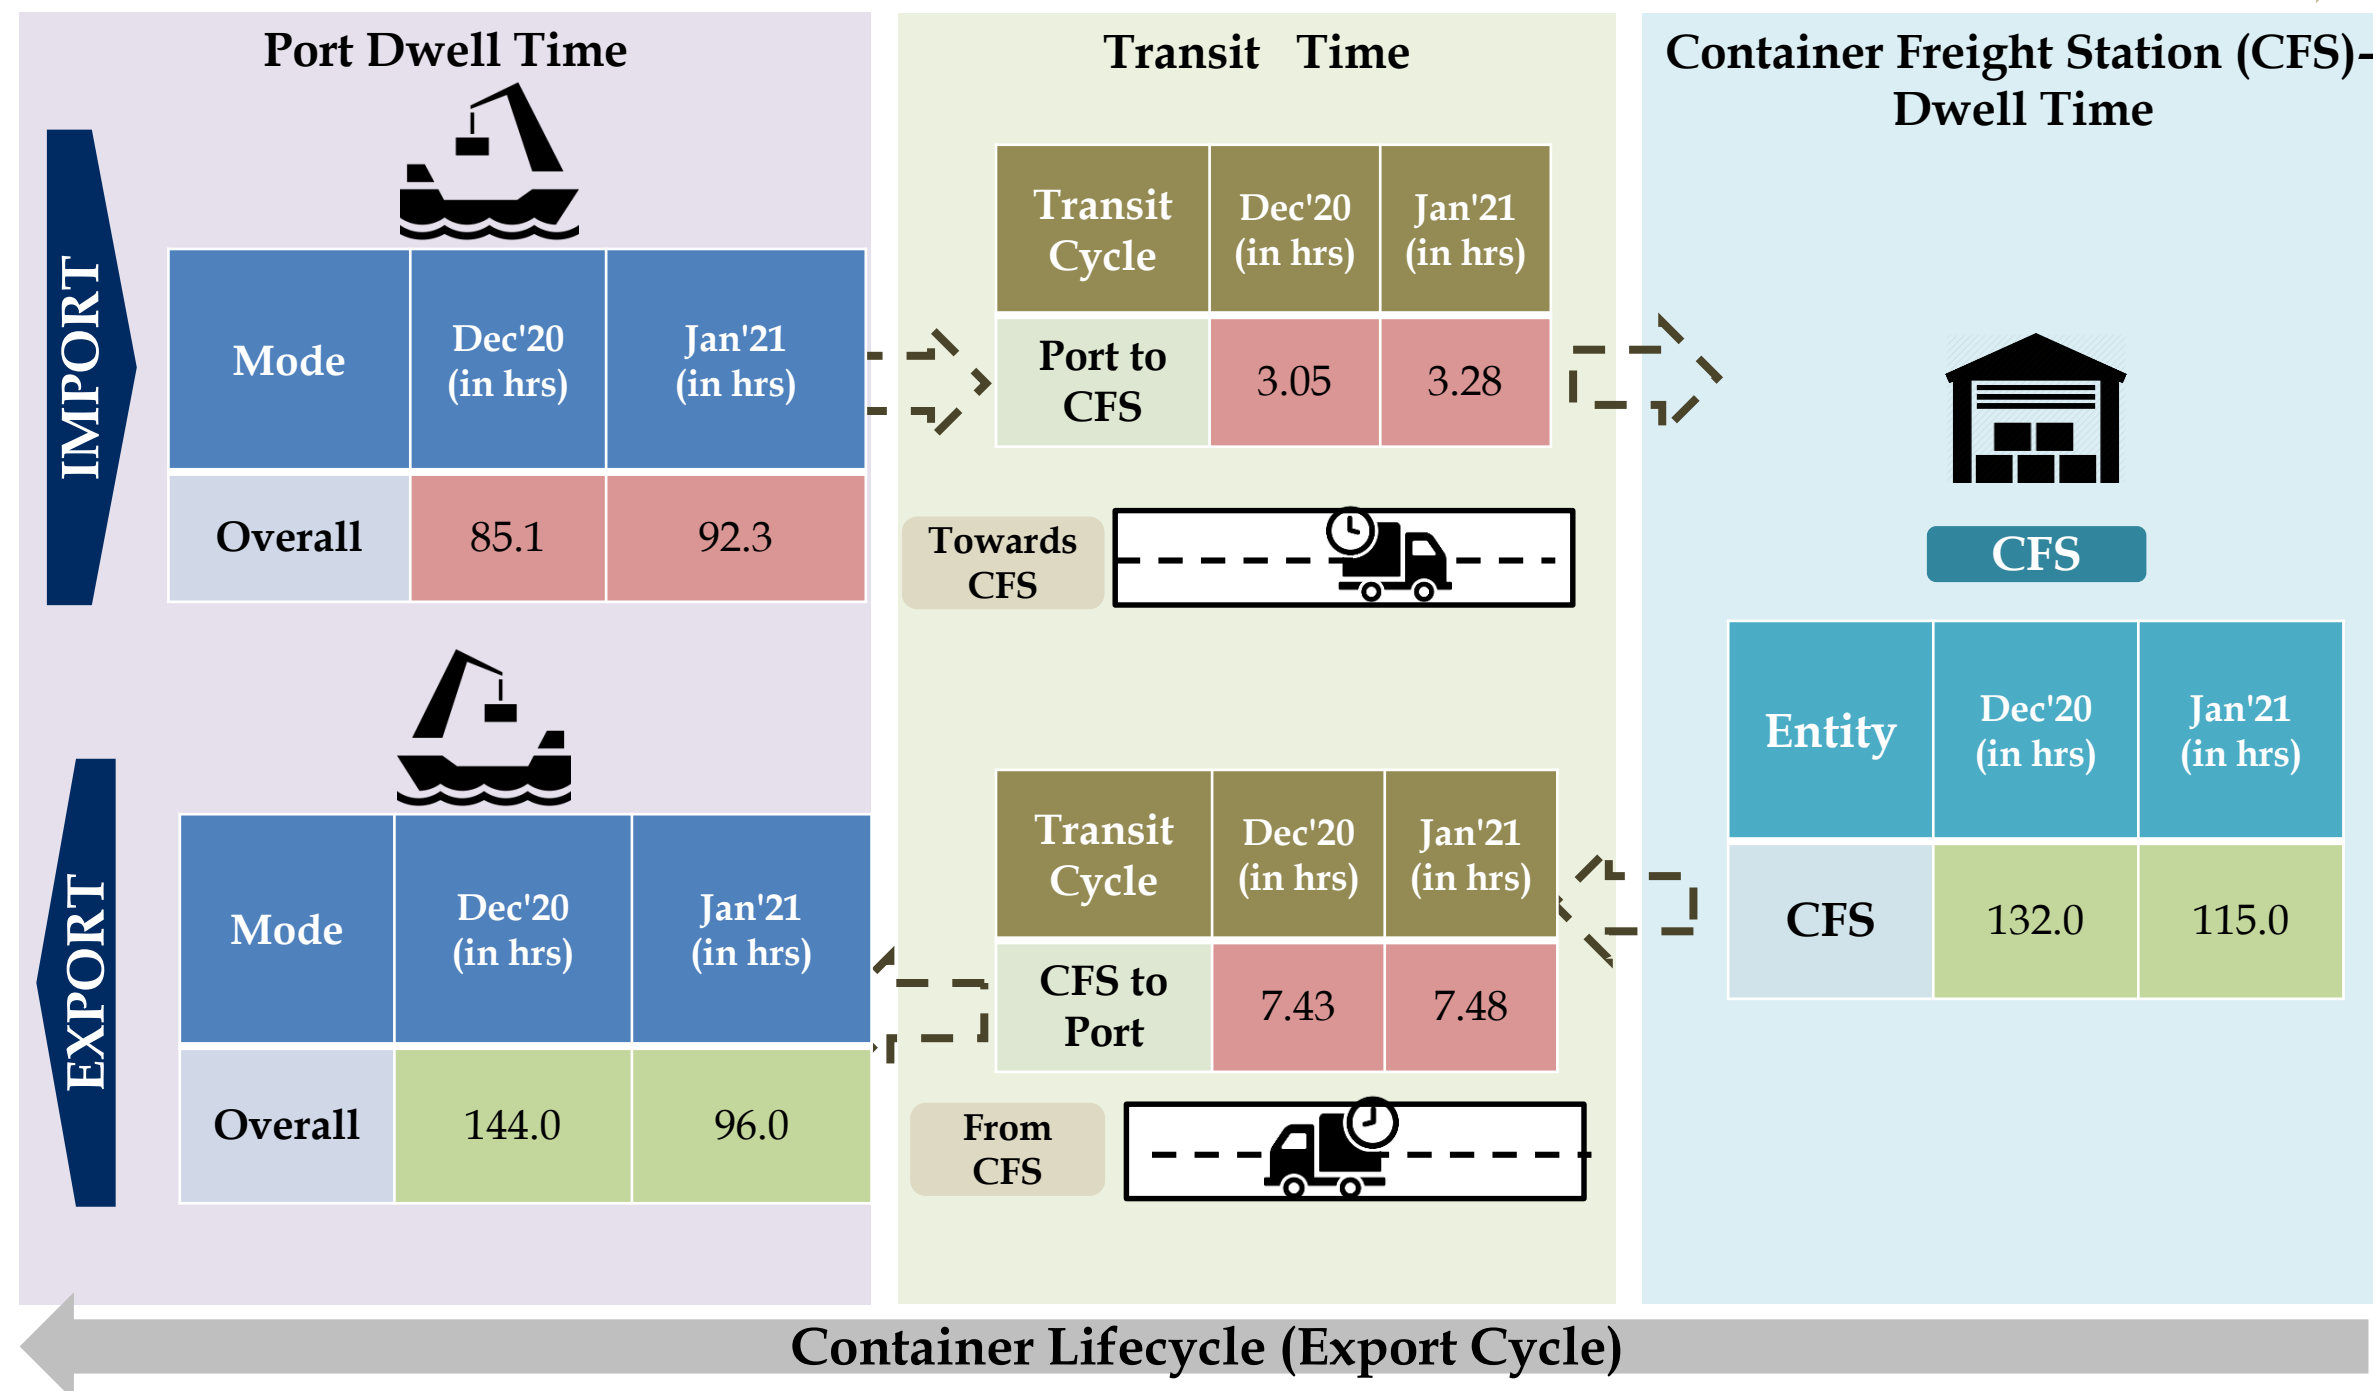 Port Dwell Time
IMPORT
Mode
Dec'20
(in hrs)
Jan'21
(in hrs)
Overall
85.1
92.3
EXPORT
Mode
Dec'20
(in hrs)
Jan'21
(in hrs)
Overall
144.0
96.0
Transit Time
Transit
Cycle
Dec'20
(in hrs)
Jan'21
(in hrs)
Port to
CFS
3.05
3.28
Towards
CFS
Transit
Cycle
Dec'20
(in hrs)
Jan'21
(in hrs)
CFS to
Port
7.43
7.48
From
CFS
Container Freight Station (CFS)-
Dwell Time
CFS
Entity
Dec'20
(in hrs)
Jan'21
(in hrs)
CFS
132.0
115.0
Container Lifecycle (Export Cycle)